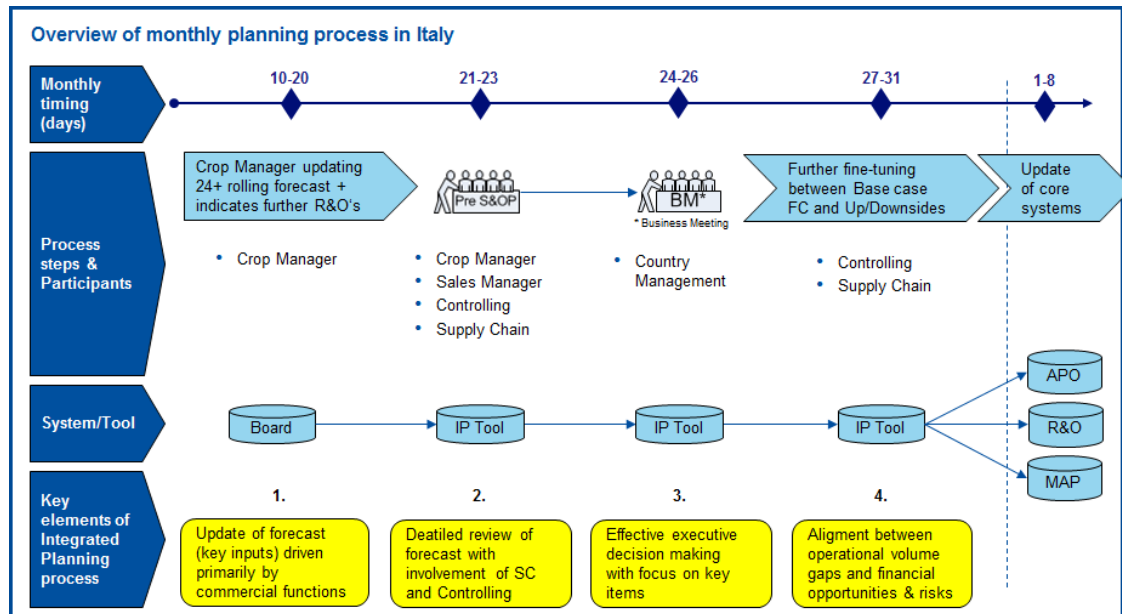 Overview of monthly planning process in Italy
Monthly
timing
(days)
10-20
21-23
24-26
27-31
1-8
Process
steps &
Participants
Crop Manager updating
24+ rolling forecast +
indicates further R&O's
Pre S&OP
BM*
* Business Meeting
Further fine-tuning
between Base case
FC and Up/Downsides
Update
of core
systems
• Crop Manager
• Crop Manager
• Sales Manager
• Controlling
• Supply Chain
• Country
Management
• Controlling
• Supply Chain
System/Tool
Board
IP Tool
IP Tool
IP Tool
APO
R&O
MAP
Key
elements of
Integrated
Planning
process
1.
Update of forecast
(key inputs) driven
primarily by
commercial functions
2.
Deatiled review of
forecast with
involvement of SC
and Controlling
3.
Effective executive
decision making
with focus on key
items
4.
Aligment between
operational volume
gaps and financial
opportunities & risks